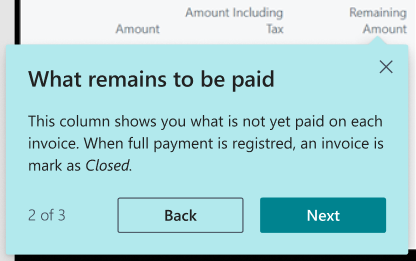 Amount Including Remaining
Amount Tax Amount
What remains to be paid
This column shows you what is not yet paid on each
invoice. When full payment is registred, an invoice is
mark as Closed.
2 of 3 Back Next